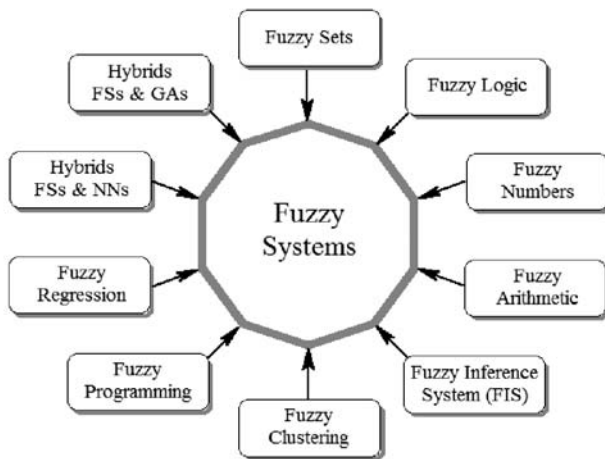 Fuzzy Sets
Hybrids
FSs & GAs
Fuzzy Logic
Hybrids
FSs & NNs
Fuzzy
Numbers
Fuzzy
Systems
Fuzzy
Regression
Fuzzy
Arithmetic
Fuzzy
Programming
Fuzzy Inference
System (FIS)
Fuzzy
Clustering